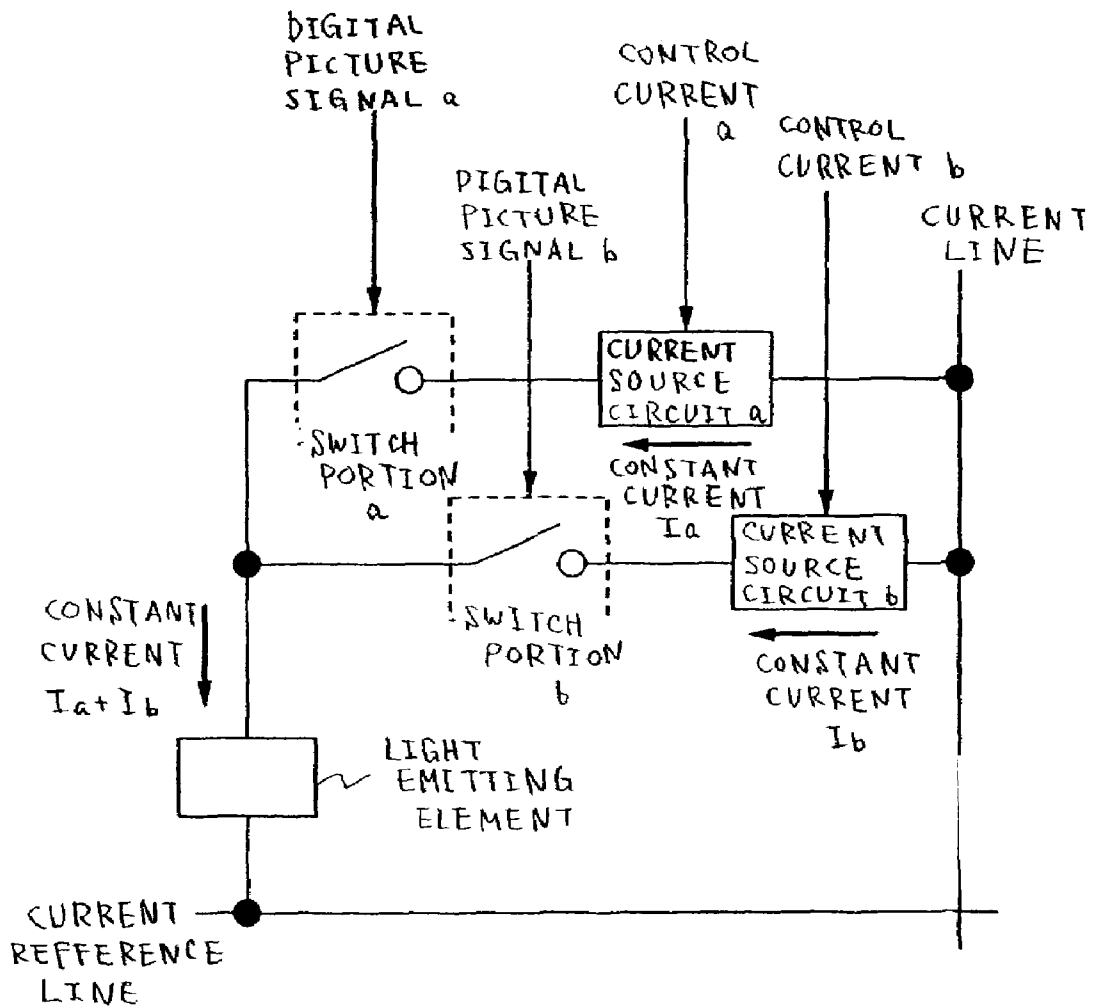 DIGITAL
PICTURE
SIGNAL a
CONTROL
CURRENT
a
CONTROL
CURRENT b
PIGITAL
PICTURE
SIGNAL b
CURRENT
LINE
CURRENT
SOURCE
CIRCUIT a
SWITCH
PORTION
a
CONSTANT
CURRENT
Ia
CURRENT
SOURCE
CIRCUIT b
CONSTANT
CURRENT
Ia+Ib
SWITCH
PORTION
b
CONSTANT
CURRENT
Ib
LIGHT
EMITTING
ELEMENT
CURRENT
REFFERENCE
LINE